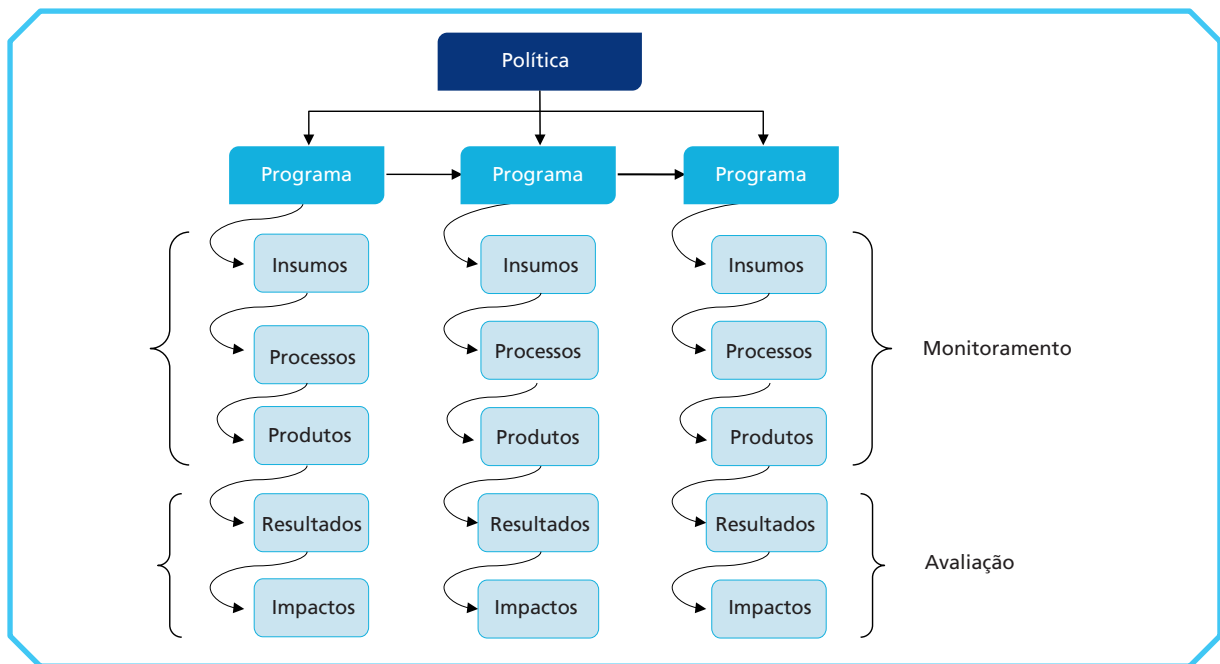 Política
Programa Programa Programa
Insumos Insumos Insumos
Processos Processos Processos
Monitoramento
Produtos Produtos Produtos
Resultados Resultados Resultados
Avaliação
Impactos Impactos Impactos